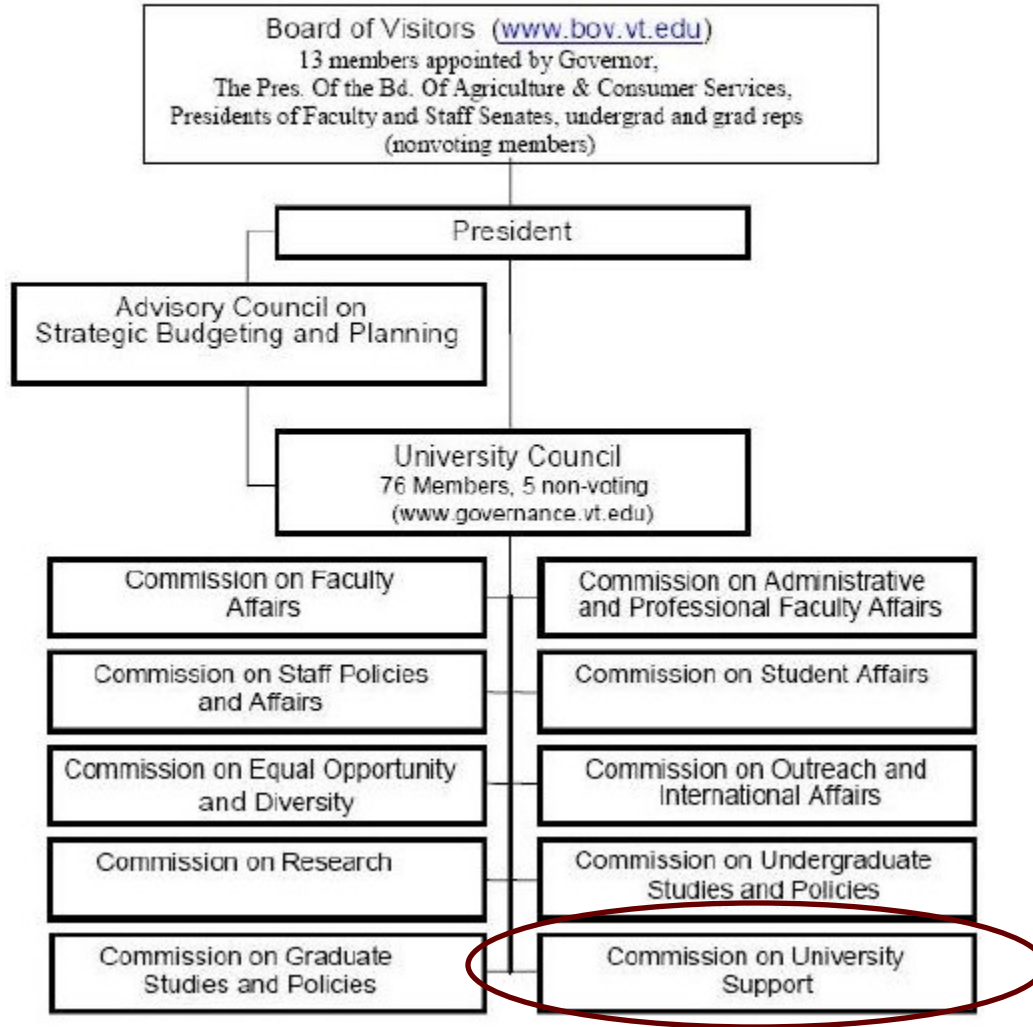 Board of Visitors (www.bov.vt.edu)
13 members appointed by Governor,
The Pres. Of the Bd. Of Agriculture & Consumer Services,
Presidents of Faculty and Staff Senates, undergrad and grad reps
(nonvoting members)
President
Advisory Council on
Strategic Budgeting and Planning
University Council
76 Members, 5 non-voting
(www.governance.vt.edu)
Commission on Faculty
Affairs
Commission on Administrative
and Professional Faculty Affairs
Commission on Staff Policies
and Affairs
Commission on Student Affairs
Commission on Equal Opportunity
and Diversity
Commission on Outreach and
International Affairs
Commission on Research
Commission on Undergraduate
Studies and Policies
Commission on Graduate
Studies and Policies
Commission on University
Support